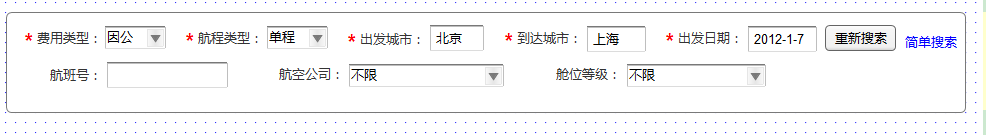 * 费用类型： 因公 * 航程类型： 单程 * 出发城市： 北京 * 到达城市： 上海 * 出发日期： 2012-1-7 重新搜索 简单搜索
航班号： 航空公司： 不限 舱位等级： 不限